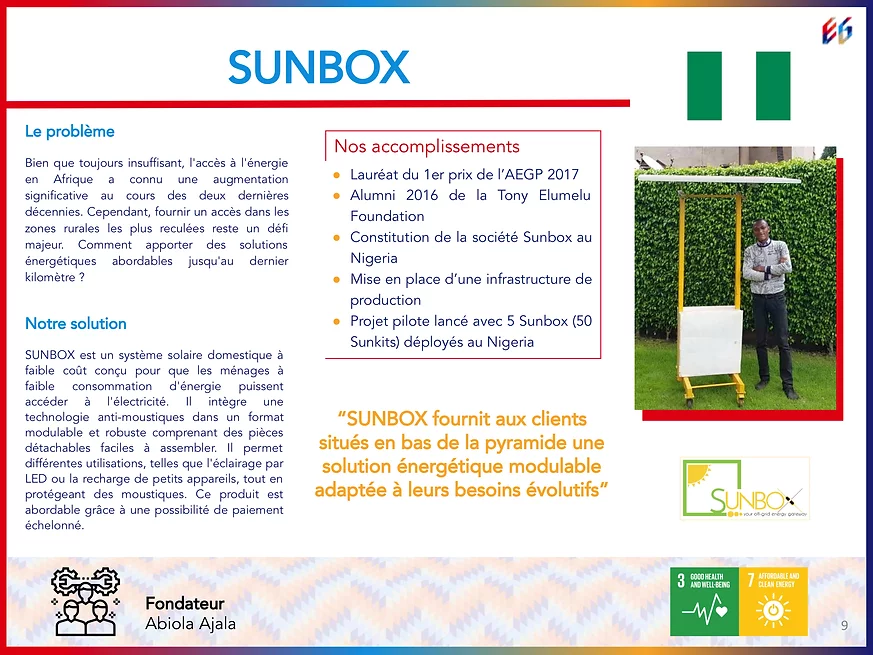 EG
SUNBOX
Le problème
Bien que toujours insuffisant, l'accès à l'énergie
en Afrique a connu une augmentation
significative au cours des deux dernières
décennies. Cependant, fournir un accès dans les
zones rurales les plus reculées reste un défi
majeur. Comment apporter des solutions
énergétiques abordables jusqu'au dernier
kilomètre ?
Notre solution
SUNBOX est un système solaire domestique à
faible coût conçu pour que les ménages à
faible consommation d'énergie puissent
accéder à l'électricité. Il intègre une
technologie anti-moustiques dans un format
modulable et robuste comprenant des pièces
détachables faciles à assembler. Il permet
différentes utilisations, telles que l'éclairage par
LED ou la recharge de petits appareils, tout en
protégeant des moustiques. Ce produit est
abordable grâce à une possibilité de paiement
échelonné.
Nos accomplissements
Lauréat du 1er prix de l’AEGP 2017
Alumni 2016 de la Tony Elumelu
Foundation
Constitution de la société Sunbox au
Nigeria
Mise en place d’une infrastructure de
production
Projet pilote lancé avec 5 Sunbox (50
Sunkits) déployés au Nigeria
“SUNBOX fournit aux clients
situés en bas de la pyramide une
solution énergétique modulable
adaptée à leurs besoins évolutifs”
SUNBOX
your off-grid energy gateway
Fondateur
Abiola Ajala
3 GOOD HEALTH
AND WELL-BEING
7 AFFORDABLE AND
CLEAN ENERGY
9